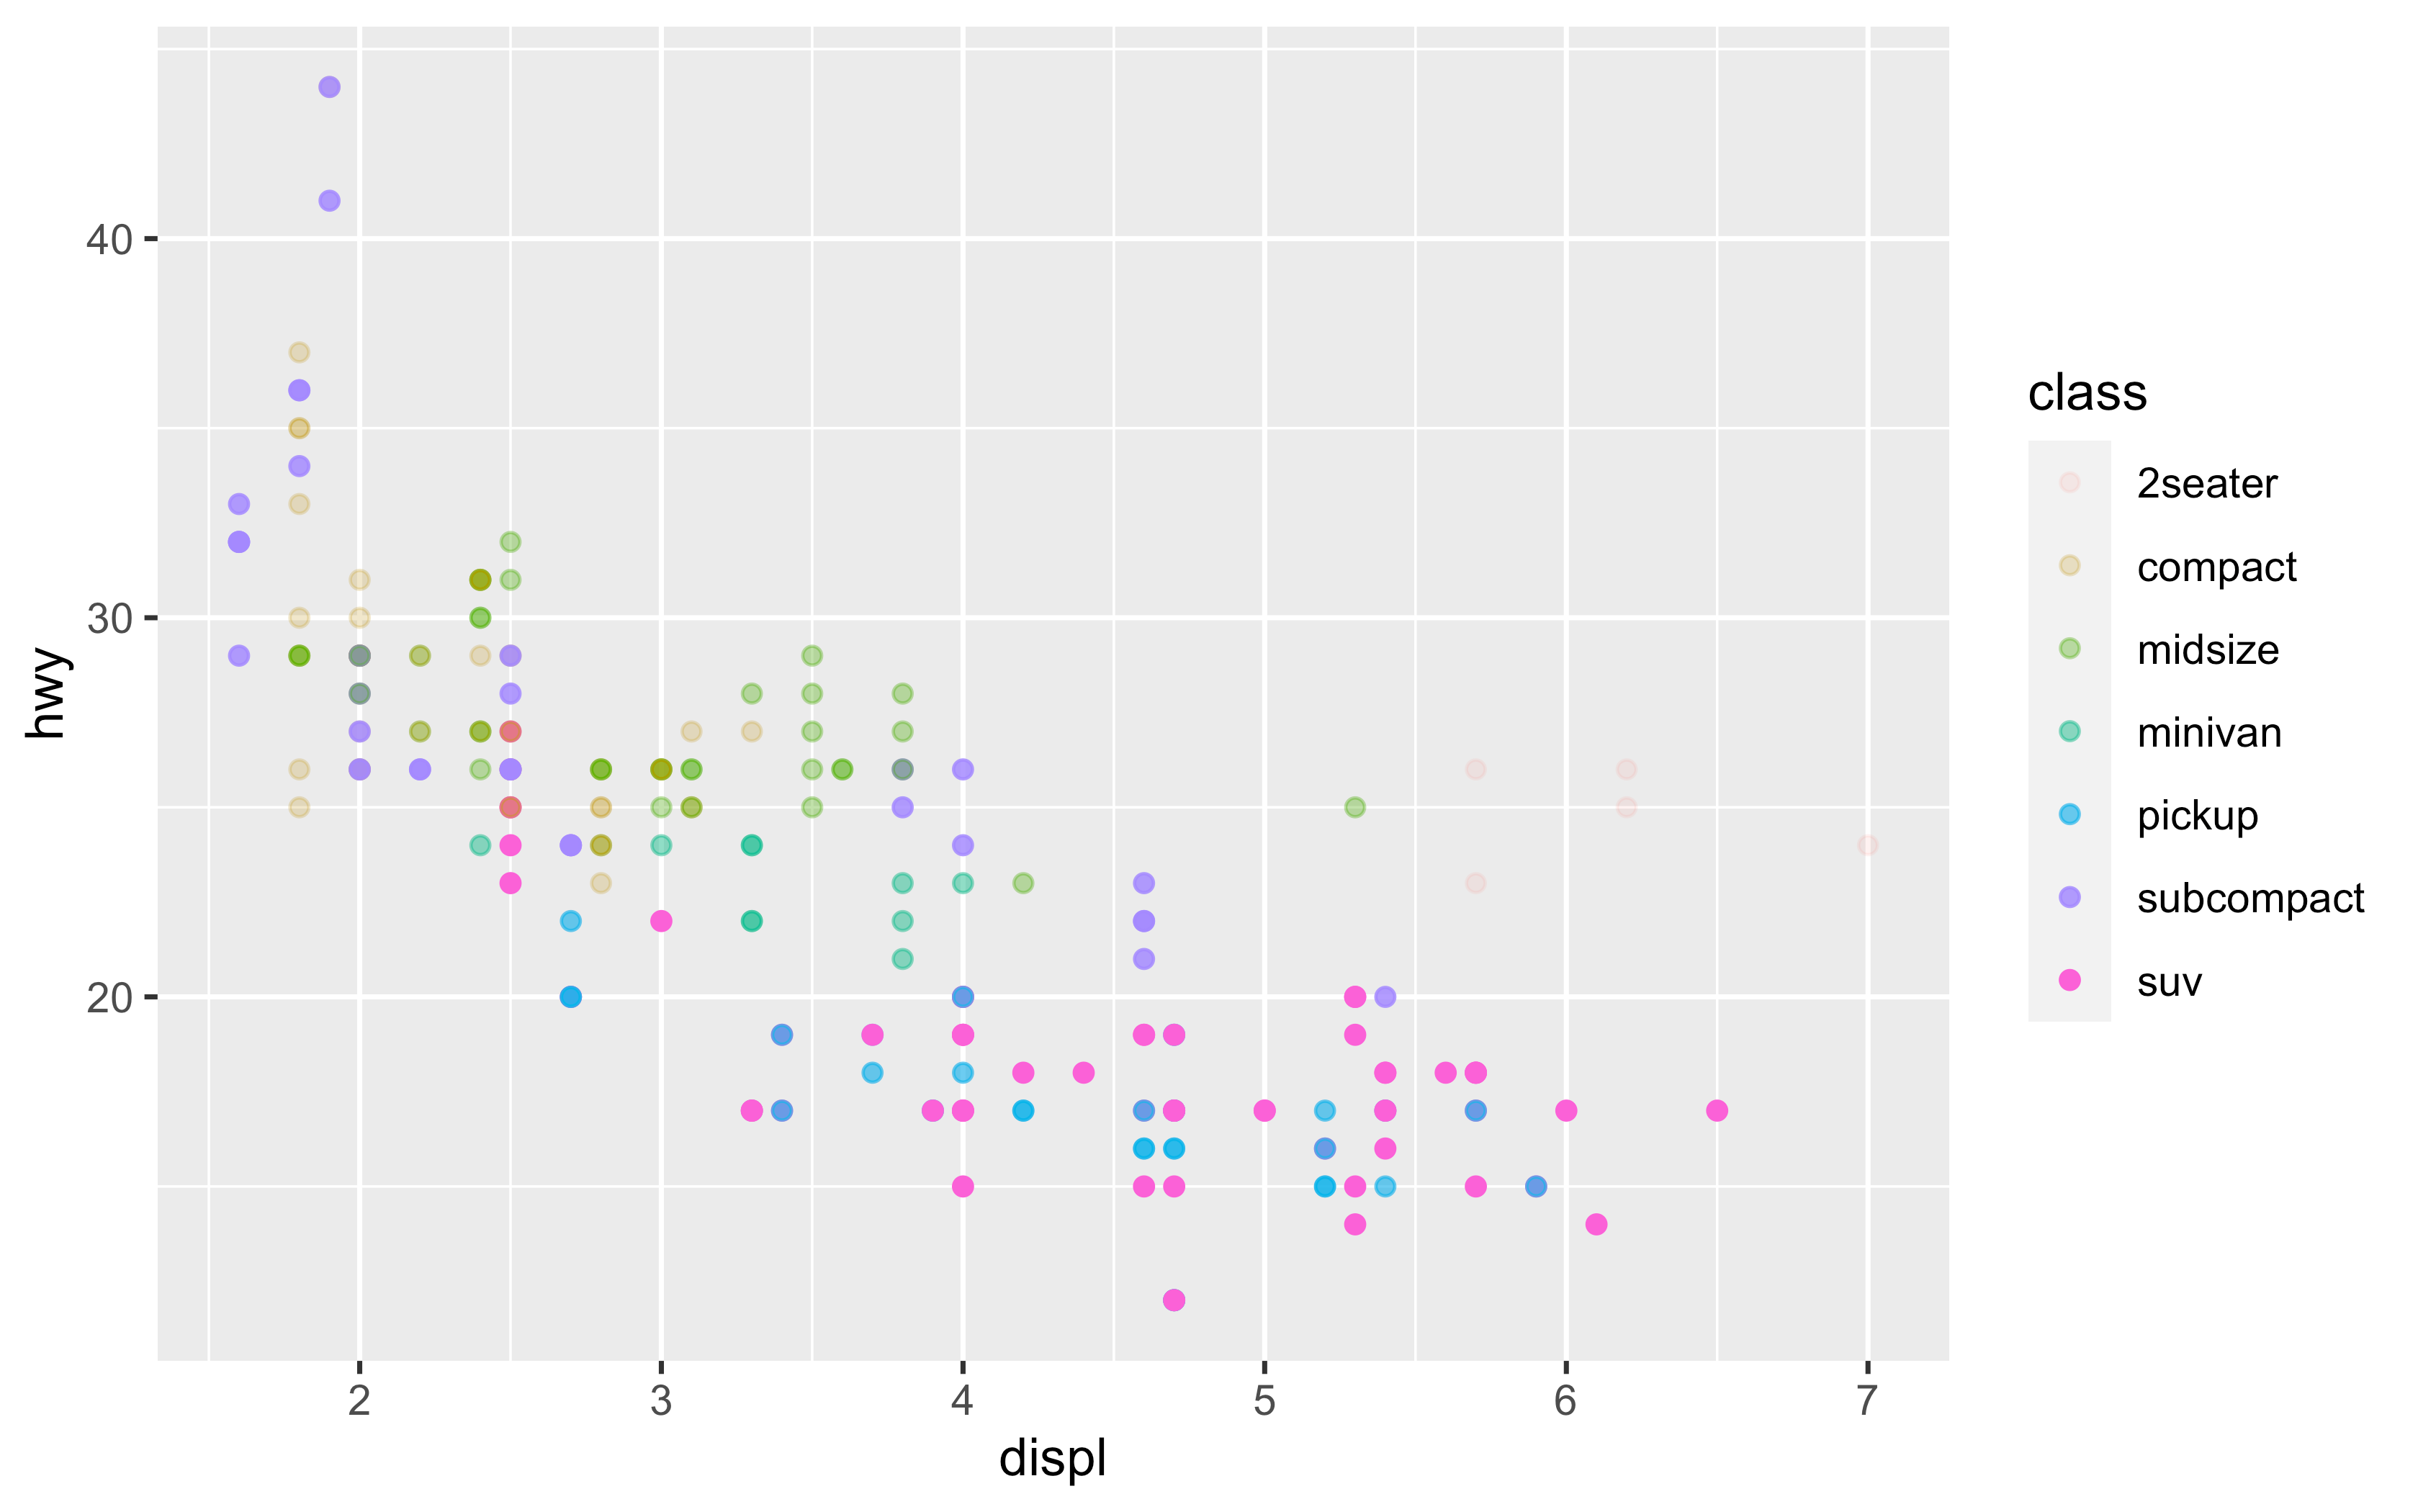 hwy
40
30
20
2
3
4
5
6
7
displ
class
2seater
compact
midsize
minivan
pickup
subcompact
suv